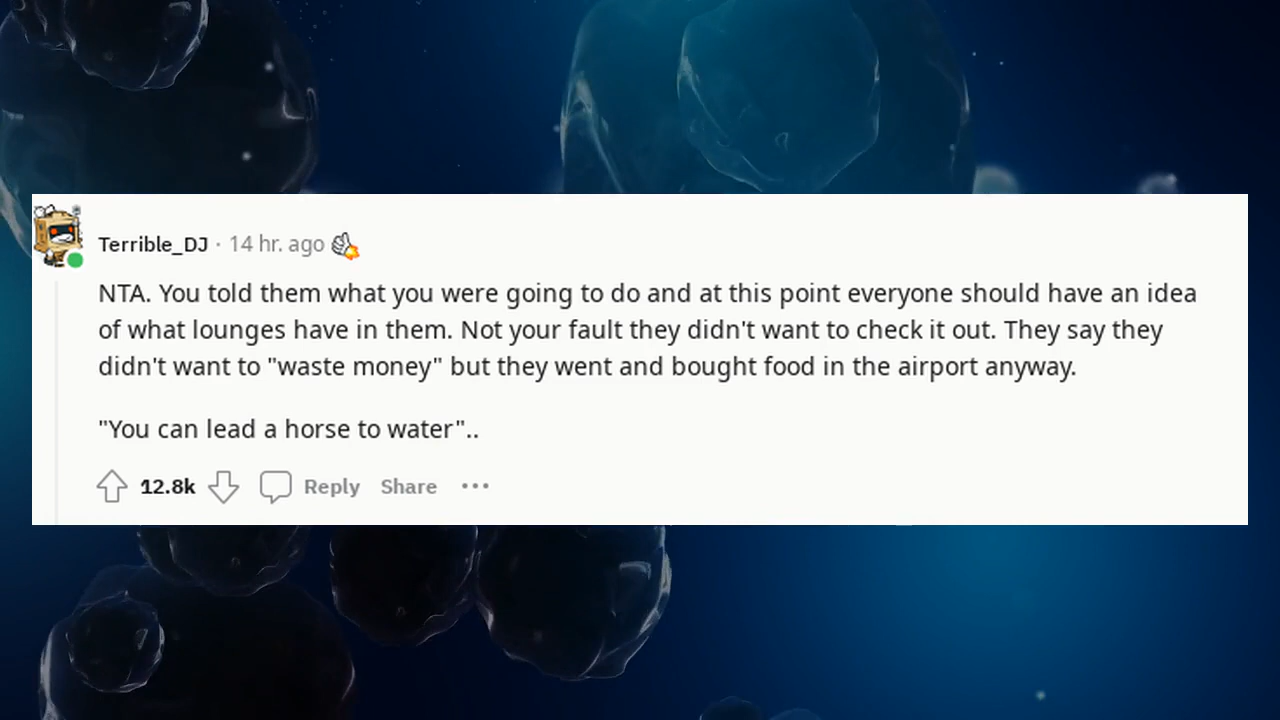 Terrible_DJ · 14 hr. ago
NTA. You told them what you were going to do and at this point everyone should have an idea
of what lounges have in them. Not your fault they didn't want to check it out. They say they
didn't want to "waste money" but they went and bought food in the airport anyway.
"You can lead a horse to water"..
12.8k Reply Share ···